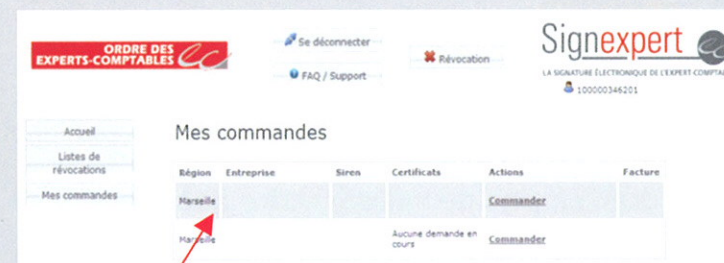 ORDRE DES
EXPERTS-COMPTABLES
Se déconnecter
FAQ / Support
Révocation
Signexpert
LA SIGNATURE ÉLECTRONIQUE DE L'EXPERT-COMPTA
100000346201
Accueil
Listes de
révocations
Mes commandes
Mes commandes
Région Entreprise Siren Certificats Actions Facture
Marseille Commander
Marseille Aucune demande en
cours Commander